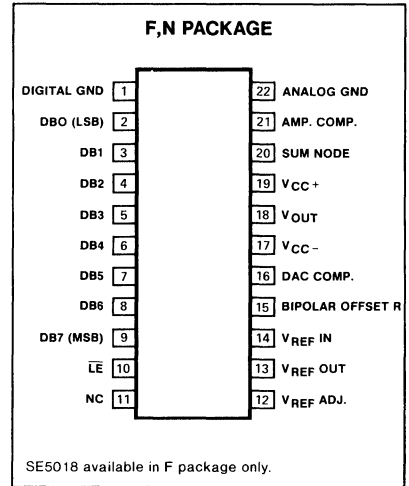 F,N PACKAGE
DIGITAL GND 1
DBO (LSB) 2
DB1 3
DB2 4
DB3 5
DB4 6
DB5 7
DB6 8
DB7 (MSB) 9
LE 10
NC 11
22 ANALOG GND
21 AMP. COMP.
20 SUM NODE
19 VCC +
18 VOUT
17 VCC –
16 DAC COMP.
15 BIPOLAR OFFSET R
14 VREF IN
13 VREF OUT
12 VREF ADJ.
SE5018 available in F package only.